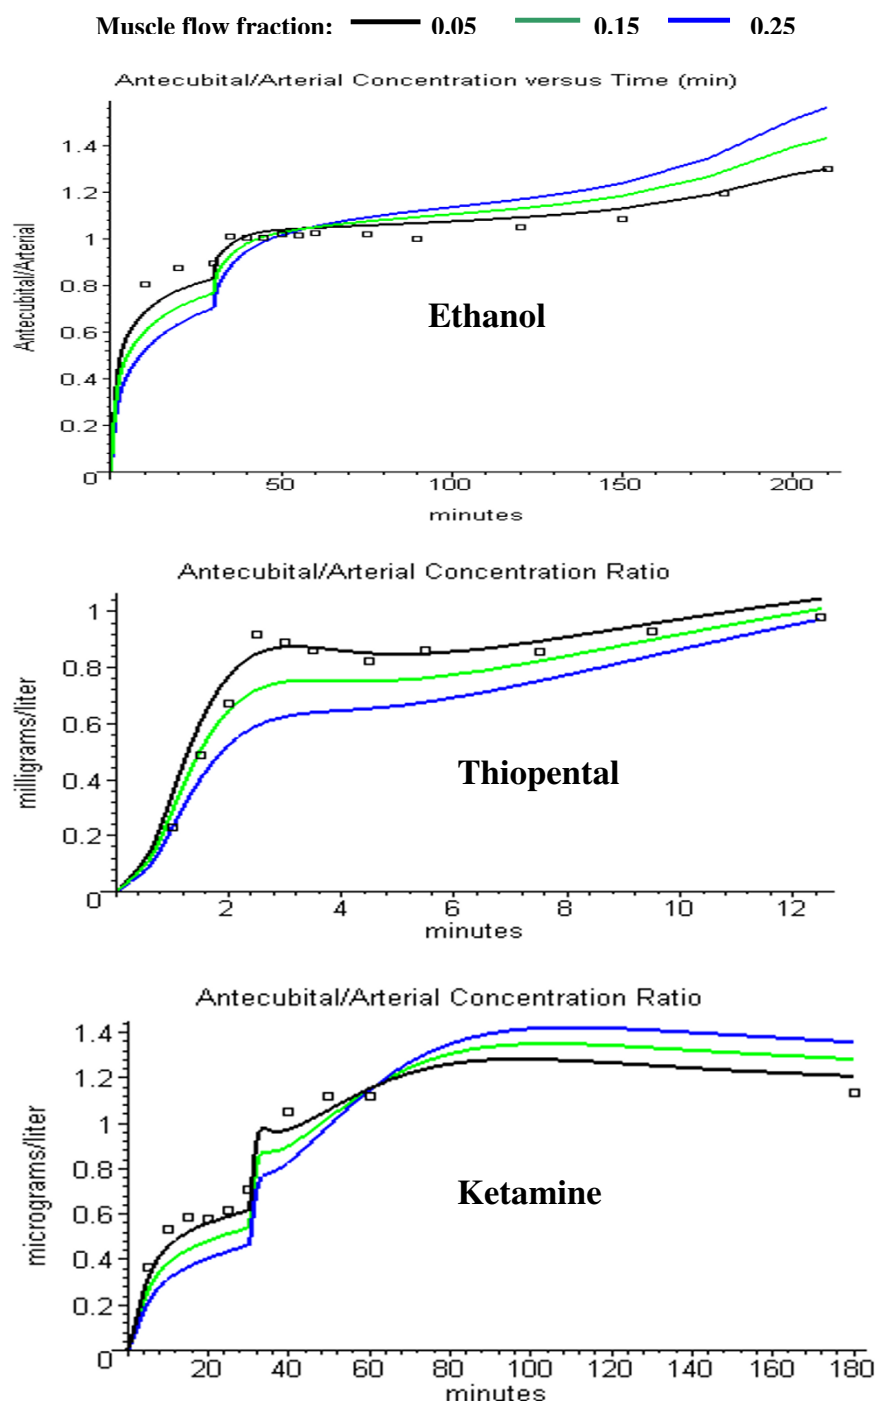 Muscle flow fraction: 0.05 0.15 0.25
Antecubital/Arterial Concentration versus Time (min)
Antecubital/Arterial
1.4
1.2
1
0.8
0.6
0.4
0.2
0
50 100 150 200
minutes
Ethanol
Antecubital/Arterial Concentration Ratio
milligrams/liter
1
0.8
0.6
0.4
0.2
0
2 4 6 8 10 12
minutes
Thiopental
Antecubital/Arterial Concentration Ratio
micrograms/liter
1.4
1.2
1
0.8
0.6
0.4
0.2
0
20 40 60 80 100 120 140 160 180
minutes
Ketamine